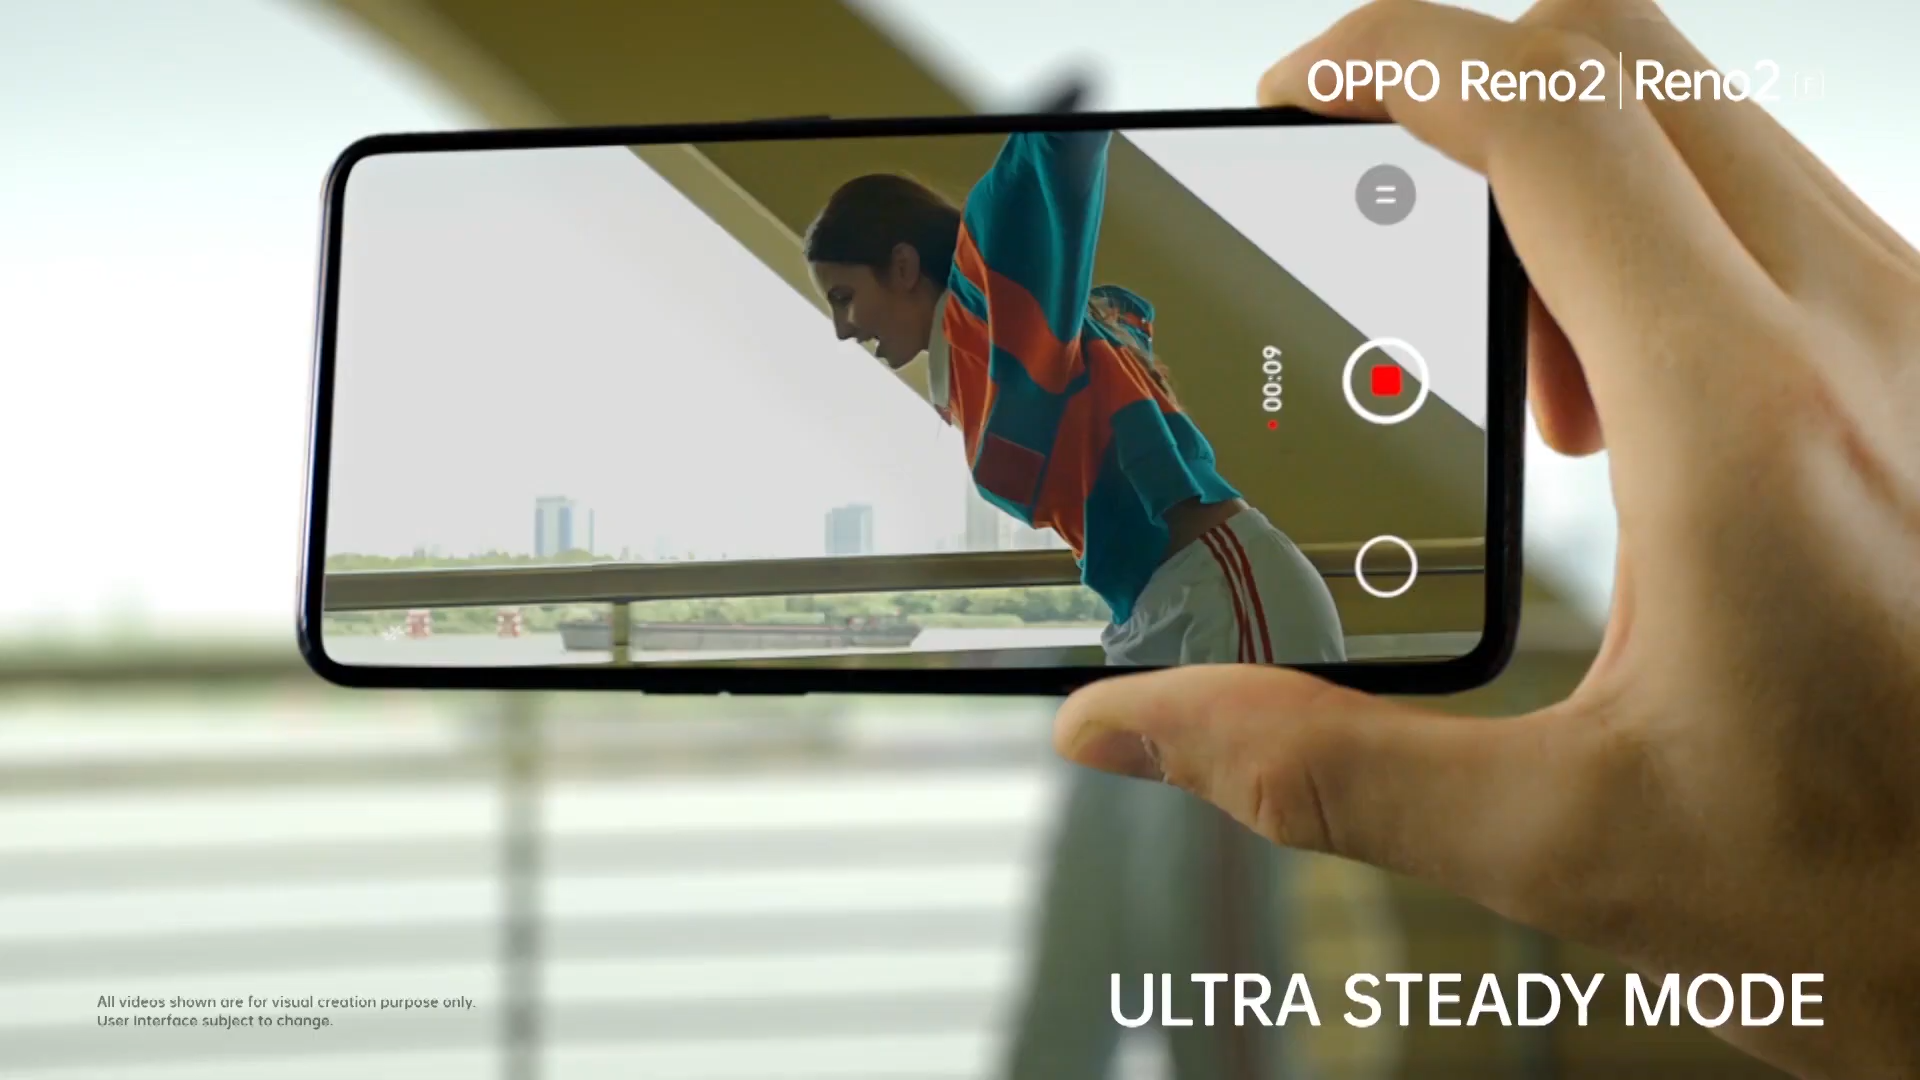 OPPO Reno2 | Reno2 F
00:09
All videos shown are for visual creation purpose only.
User Interface subject to change.
ULTRA STEADY MODE